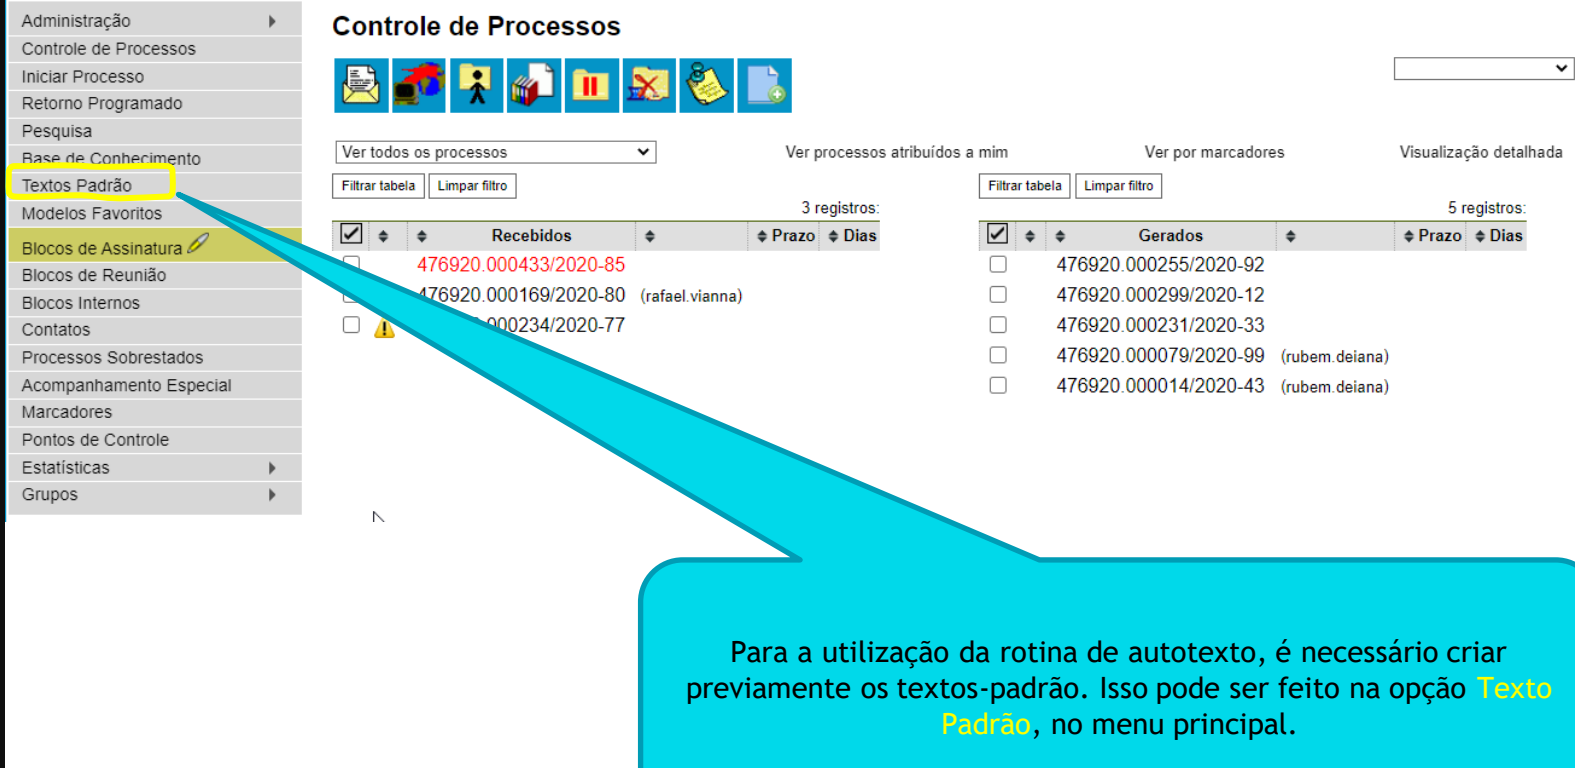 Administração
Controle de Processos
Iniciar Processo
Retorno Programado
Pesquisa
Base de Conhecimento
Textos Padrão
Modelos Favoritos
Blocos de Assinatura
Blocos de Reunião
Blocos Internos
Contatos
Processos Sobrestados
Acompanhamento Especial
Marcadores
Pontos de Controle
Estatísticas
Grupos
Controle de Processos
Ver todos os processos
Ver processos atribuídos a mim
Ver por marcadores
Visualização detalhada
Filtrar tabela Limpar filtro
3 registros:
Recebidos Prazo Dias
476920.000433/2020-85
476920.000169/2020-80 (rafael.vianna)
000234/2020-77
Filtrar tabela Limpar filtro
5 registros:
Gerados Prazo Dias
476920.000255/2020-92
476920.000299/2020-12
476920.000231/2020-33
476920.000079/2020-99 (rubem.deiana)
476920.000014/2020-43 (rubem.deiana)
Para a utilização da rotina de autotexto, é necessário criar
previamente os textos-padrão. Isso pode ser feito na opção Texto
Padrão, no menu principal.